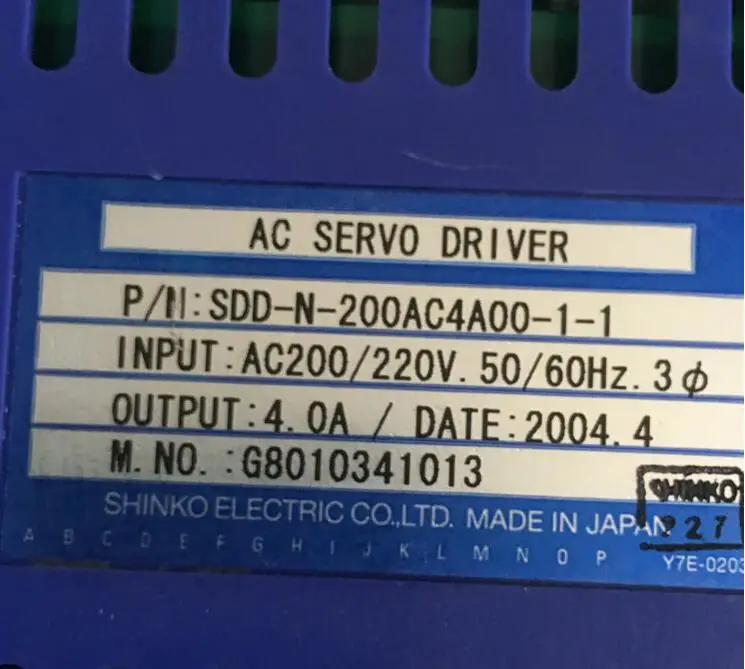 AC SERVO DRIVER
P/N:SDD-N-200AC4A00-1-1
INPUT:AC200/220V. 50/60Hz. 3φ
OUTPUT:4.0A / DATE:2004.4
M.NO. :G8010341013
SHINKO
SHINKO ELECTRIC CO.,LTD. MADE IN JAPAN
227
A B C D E F G H I J K L M N O P
Y7E-0203